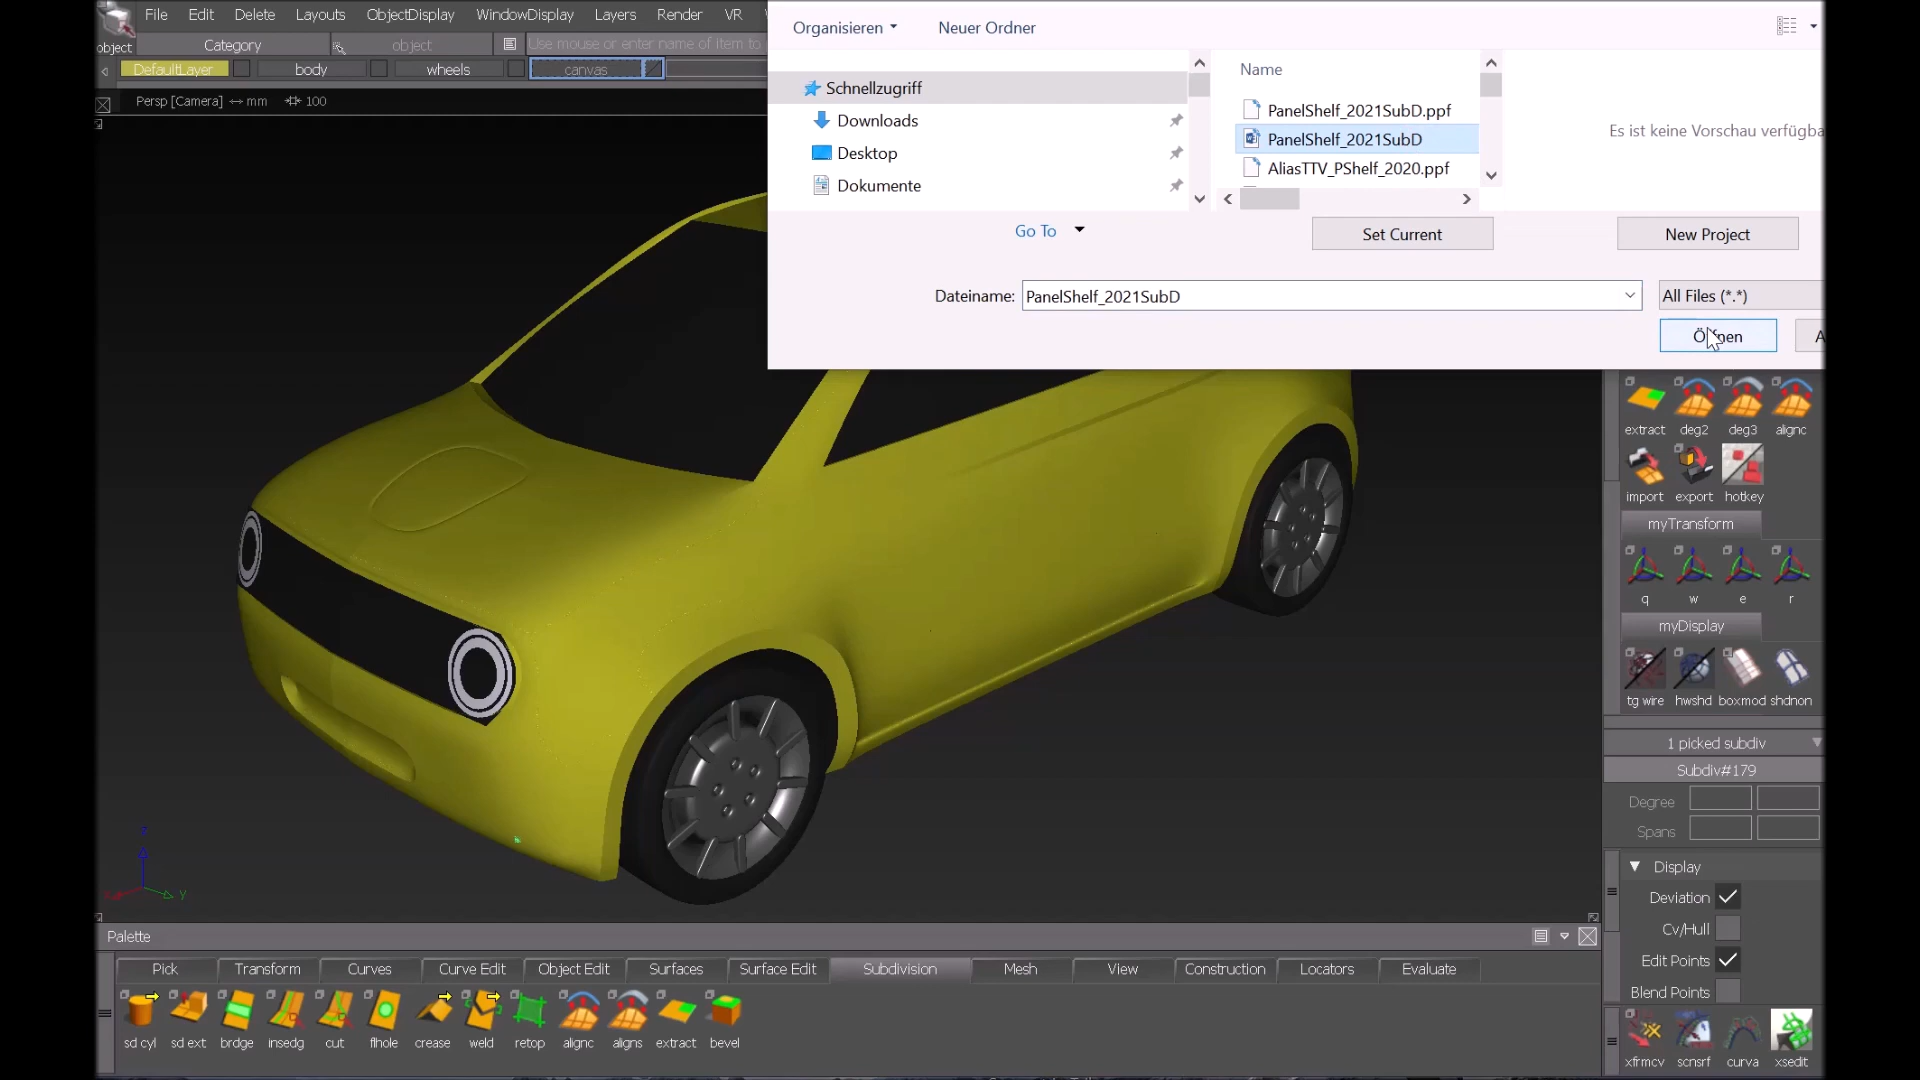 File Edit Delete Layouts ObjectDisplay WindowDisplay Layers Render VR
object Category object Use mouse or enter name of item to
DefaultLayer body wheels canvas
Persp [Camera] mm 100
Organisieren Neuer Ordner
Schnellzugriff
Downloads
Desktop
Dokumente
Name
PanelShelf_2021SubD.ppf
PanelShelf_2021SubD
AliasTTV_PShelf_2020.ppf
Es ist keine Vorschau verfügba
Go To Set Current New Project
Dateiname: PanelShelf_2021SubD All Files (*.*)
Öffnen A
extract deg2 deg3 alignc
import export hotkey
myTransform
q w e r
myDisplay
tg wire hwshd boxmod shdnon
1 picked subdiv
Subdiv#179
Degree
Spans
Display
Deviation
Cv/Hull
Edit Points
Blend Points
xfrmcv scnsrf curva xsedit
z
x y
Palette
Pick Transform Curves Curve Edit Object Edit Surfaces Surface Edit Subdivision Mesh View Construction Locators Evaluate
sd cyl sd ext brdge insedg cut flhole crease weld retop alignc aligns extract bevel